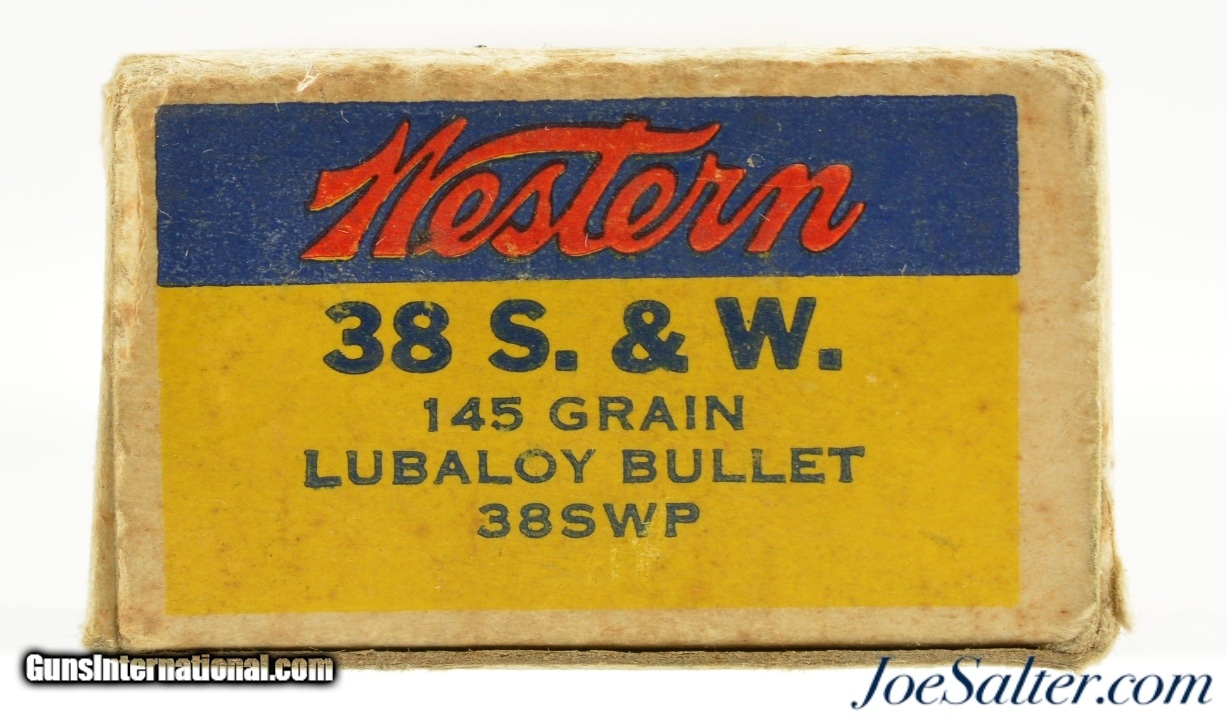 Western
38 S. & W.
145 GRAIN
LUBALOY BULLET
38SWP
GunsInternational.com
JoeSalter.com